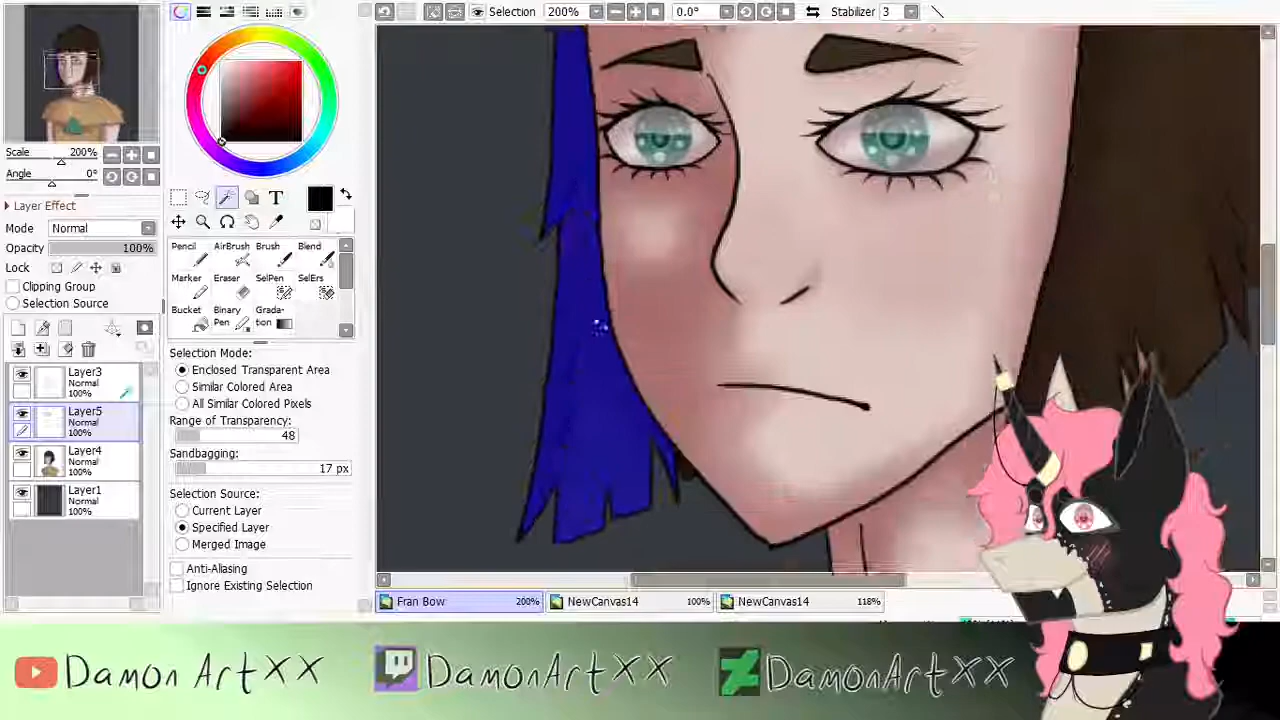 Selection 200% 0.0° Stabilizer 3
Scale 200%
Angle 0°
Layer Effect
Mode Normal
Opacity 100%
Lock
Clipping Group
Selection Source
Layer3
Normal
100%
Layer5
Normal
100%
Layer4
Normal
100%
Layer1
Normal
100%
T
Pencil AirBrush Brush Blend
Marker Eraser SelPen SelErs
Bucket Binary Pen Grada-tion
Selection Mode:
Enclosed Transparent Area
Similar Colored Area
All Similar Colored Pixels
Range of Transparency:
48
Sandbagging:
17 px
Selection Source:
Current Layer
Specified Layer
Merged Image
Anti-Aliasing
Ignore Existing Selection
Fran Bow 200% NewCanvas14 100% NewCanvas14 118%
DamonArtXX DamonArtXX DamonArtXX